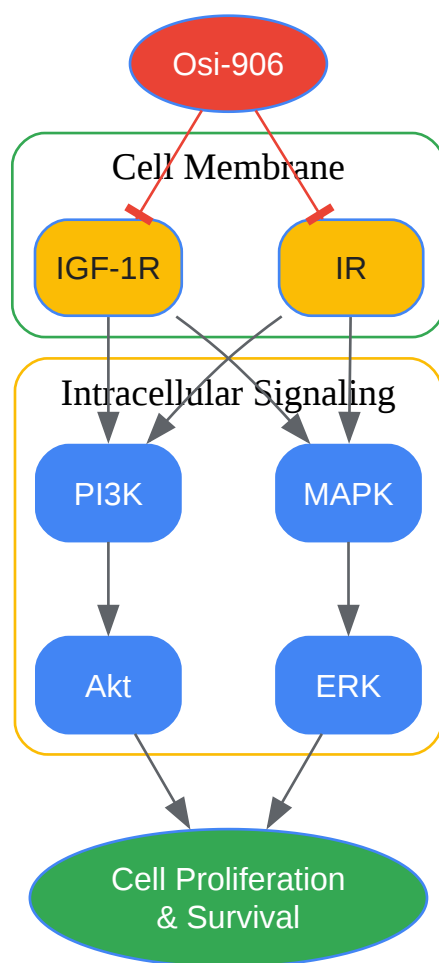 Osi-906
Cell Membrane
IGF-1R
IR
Intracellular Signaling
PI3K
MAPK
Akt
ERK
Cell Proliferation
& Survival